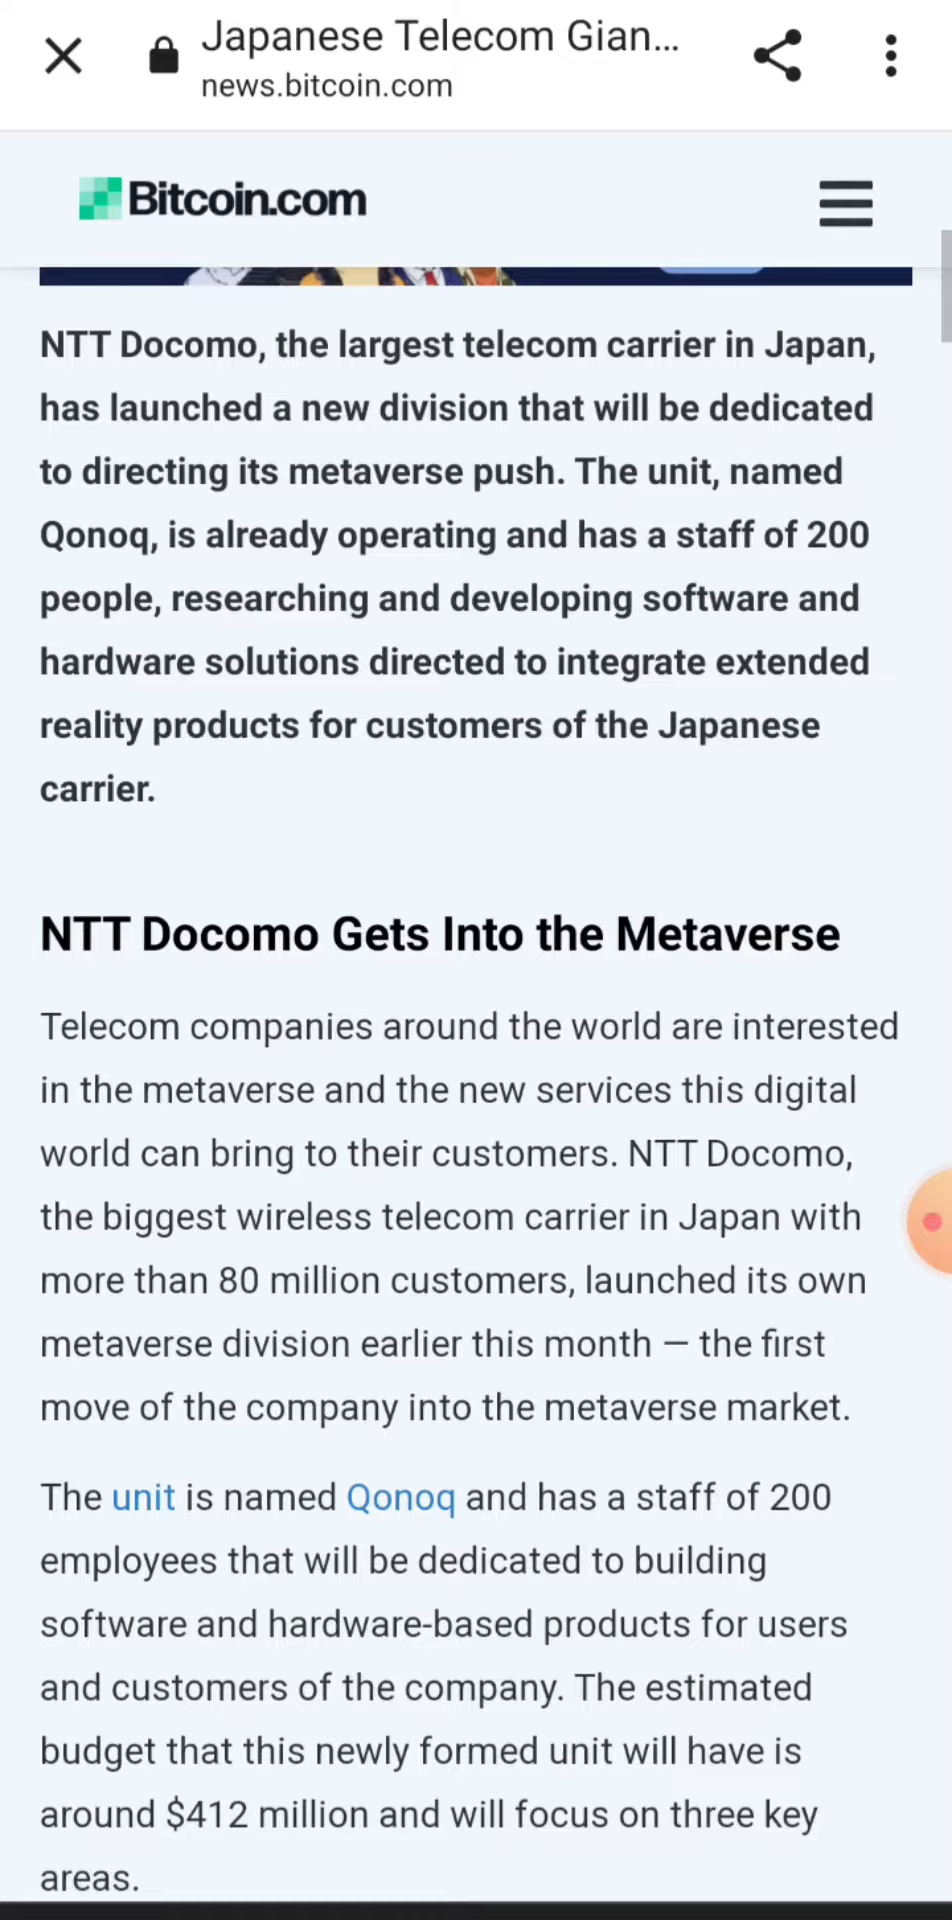 Japanese Telecom Gian...
news.bitcoin.com
Bitcoin.com
NTT Docomo, the largest telecom carrier in Japan,
has launched a new division that will be dedicated
to directing its metaverse push. The unit, named
Qonoq, is already operating and has a staff of 200
people, researching and developing software and
hardware solutions directed to integrate extended
reality products for customers of the Japanese
carrier.
NTT Docomo Gets Into the Metaverse
Telecom companies around the world are interested
in the metaverse and the new services this digital
world can bring to their customers. NTT Docomo,
the biggest wireless telecom carrier in Japan with
more than 80 million customers, launched its own
metaverse division earlier this month — the first
move of the company into the metaverse market.
The unit is named Qonoq and has a staff of 200
employees that will be dedicated to building
software and hardware-based products for users
and customers of the company. The estimated
budget that this newly formed unit will have is
around $412 million and will focus on three key
areas.